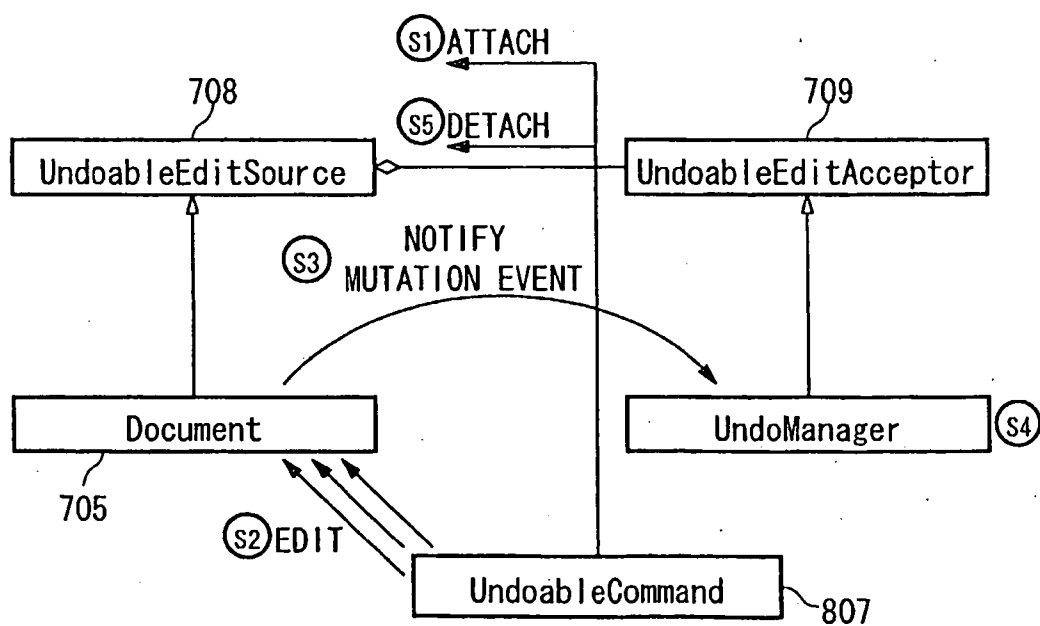 S1 ATTACH
708
709
S5 DETACH
UndoableEditSource
UndoableEditAcceptor
S3 NOTIFY
MUTATION EVENT
Document
UndoManager
S4
705
S2 EDIT
UndoableCommand
807